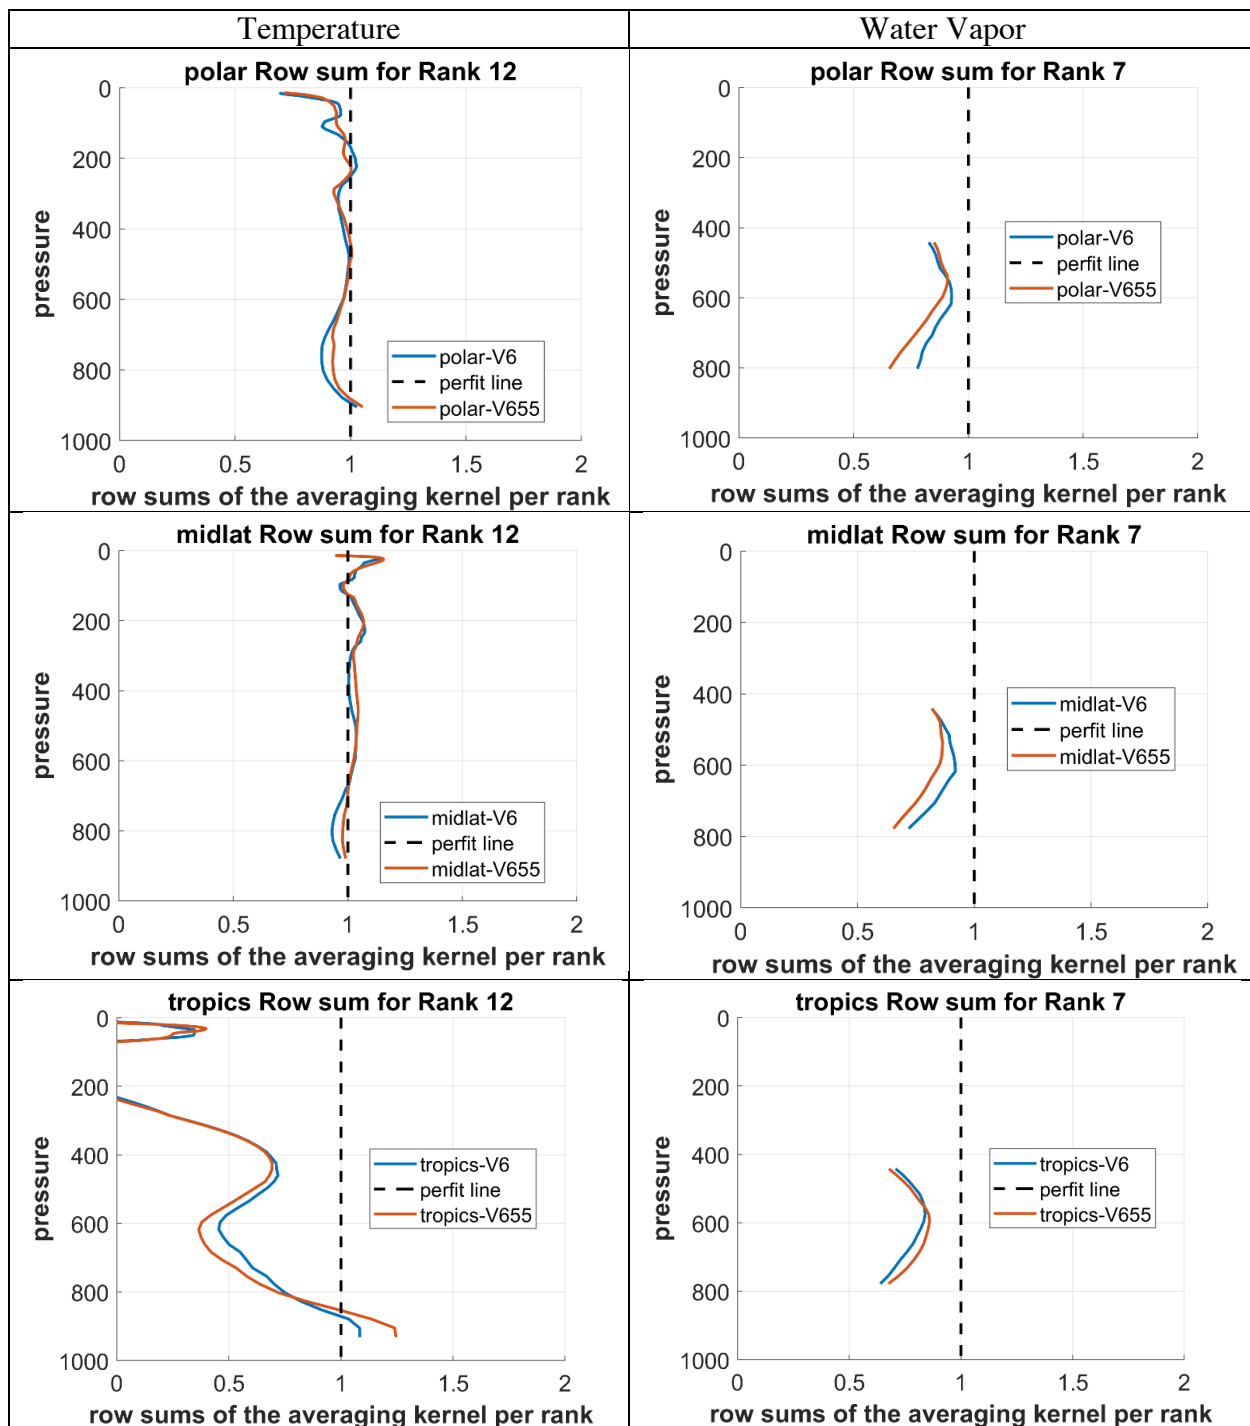 Temperature
Water Vapor
polar Row sum for Rank 12
0
200
400
600
800
1000
pressure
polar-V6
perfit line
polar-V655
0 0.5 1 1.5 2
row sums of the averaging kernel per rank
polar Row sum for Rank 7
0
200
400
600
800
1000
pressure
polar-V6
perfit line
polar-V655
0 0.5 1 1.5 2
row sums of the averaging kernel per rank
midlat Row sum for Rank 12
0
200
400
600
800
1000
pressure
midlat-V6
perfit line
midlat-V655
0 0.5 1 1.5 2
row sums of the averaging kernel per rank
midlat Row sum for Rank 7
0
200
400
600
800
1000
pressure
midlat-V6
perfit line
midlat-V655
0 0.5 1 1.5 2
row sums of the averaging kernel per rank
tropics Row sum for Rank 12
0
200
400
600
800
1000
pressure
tropics-V6
perfit line
tropics-V655
0 0.5 1 1.5 2
row sums of the averaging kernel per rank
tropics Row sum for Rank 7
0
200
400
600
800
1000
pressure
tropics-V6
perfit line
tropics-V655
0 0.5 1 1.5 2
row sums of the averaging kernel per rank